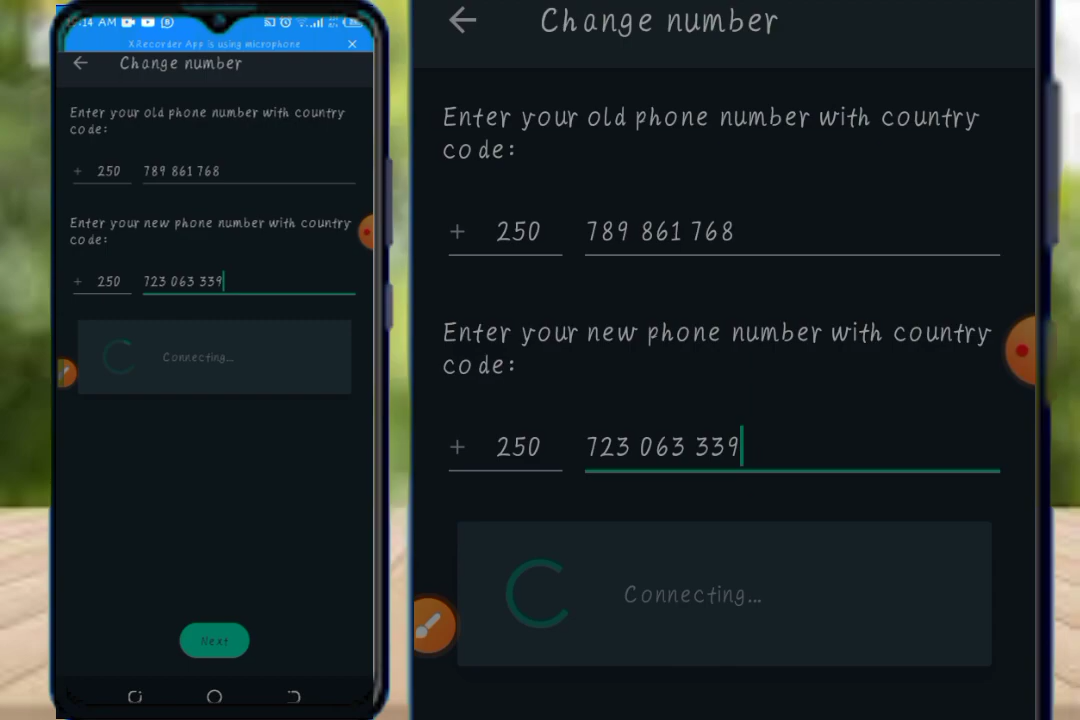 :14 AM
XRecorder App is using microphone
Change number
Enter your old phone number with country
code:
+ 250 789 861 768
Enter your new phone number with country
code:
+ 250 723 063 339
Connecting...
Next
Change number
Enter your old phone number with country
code:
+ 250 789 861 768
Enter your new phone number with country
code:
+ 250 723 063 339
Connecting...